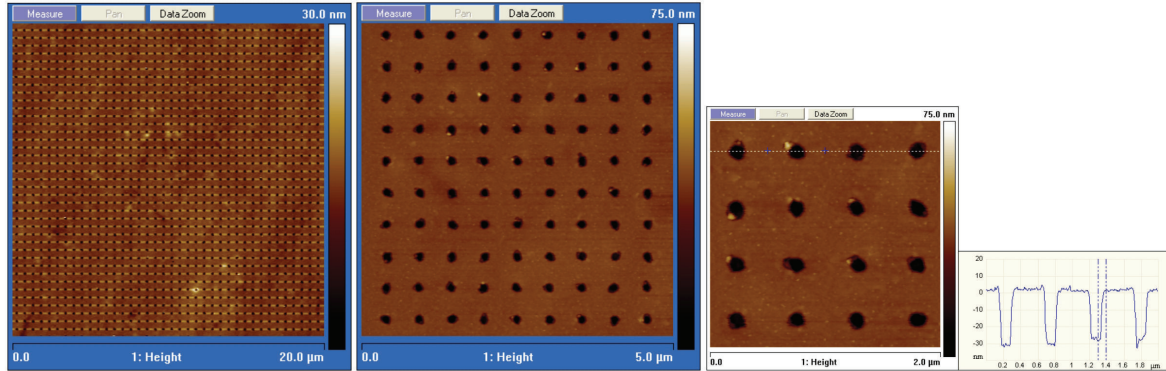 Measure Pan Data Zoom 30.0 nm
0.0 1: Height 20.0 µm
Measure Pan Data Zoom 75.0 nm
0.0 1: Height 5.0 µm
Measure Pan Data Zoom 75.0 nm
0.0 1: Height 2.0 µm
20
10
0
-10
-20
-30
nm
0.2 0.4 0.6 0.8 1.0 1.2 1.4 1.6 1.8 µm